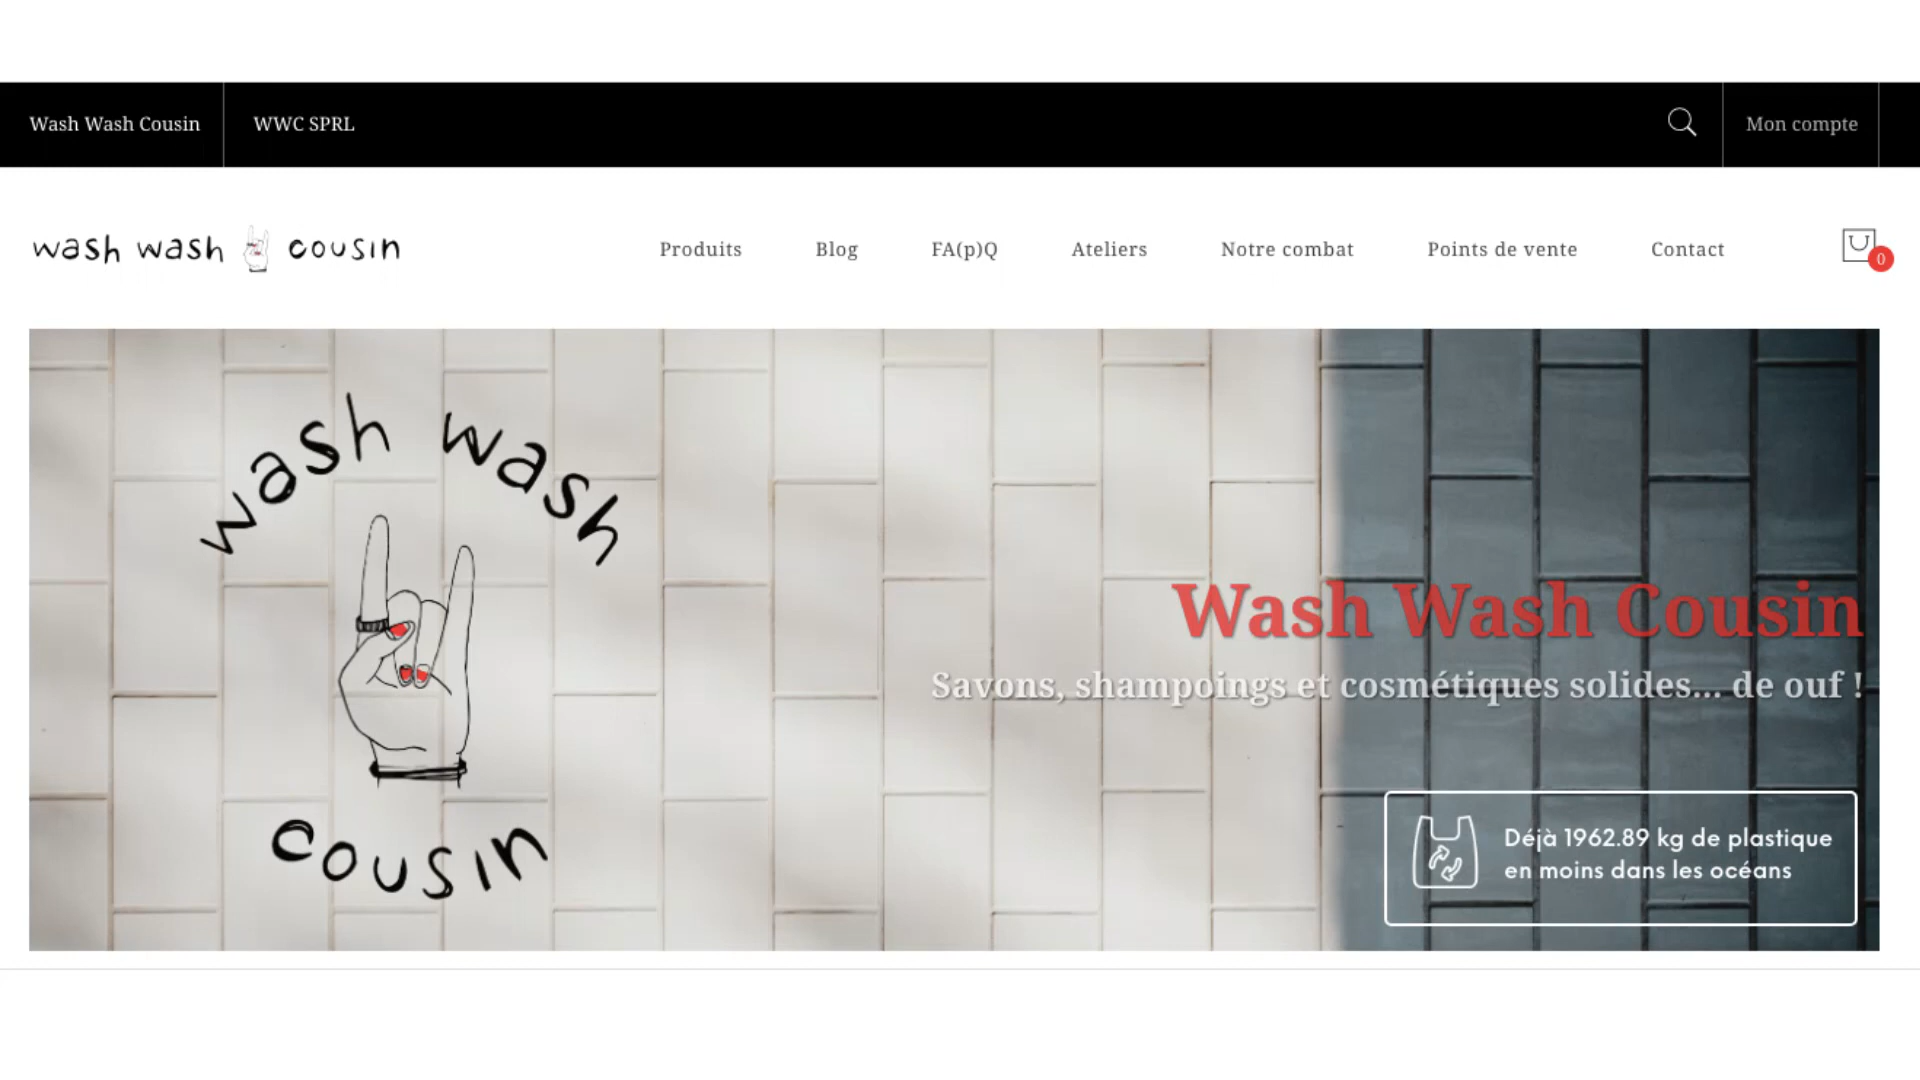 Wash Wash Cousin
WWC SPRL
Mon compte
wash wash cousin
Produits
Blog
FA(p)Q
Ateliers
Notre combat
Points de vente
Contact
0
wash wash
cousin
Wash Wash Cousin
Savons, shampoings et cosmétiques solides... de ouf !
Déjà 1962.89 kg de plastique
en moins dans les océans